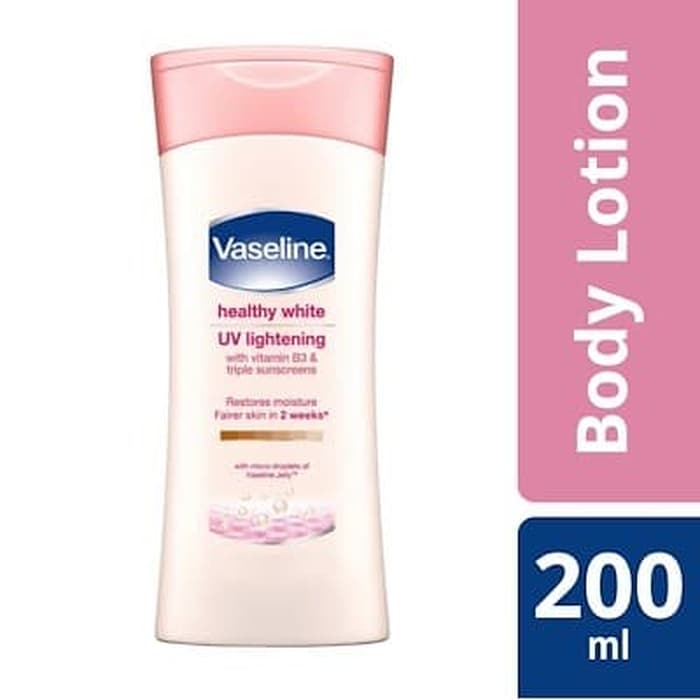 Vaseline®
healthy white
UV lightening
with vitamin B3 &
triple sunscreens
Restores moisture
Fairer skin in 2 weeks*
with micro droplets of
Vaseline Jelly™
Body Lotion
200
ml